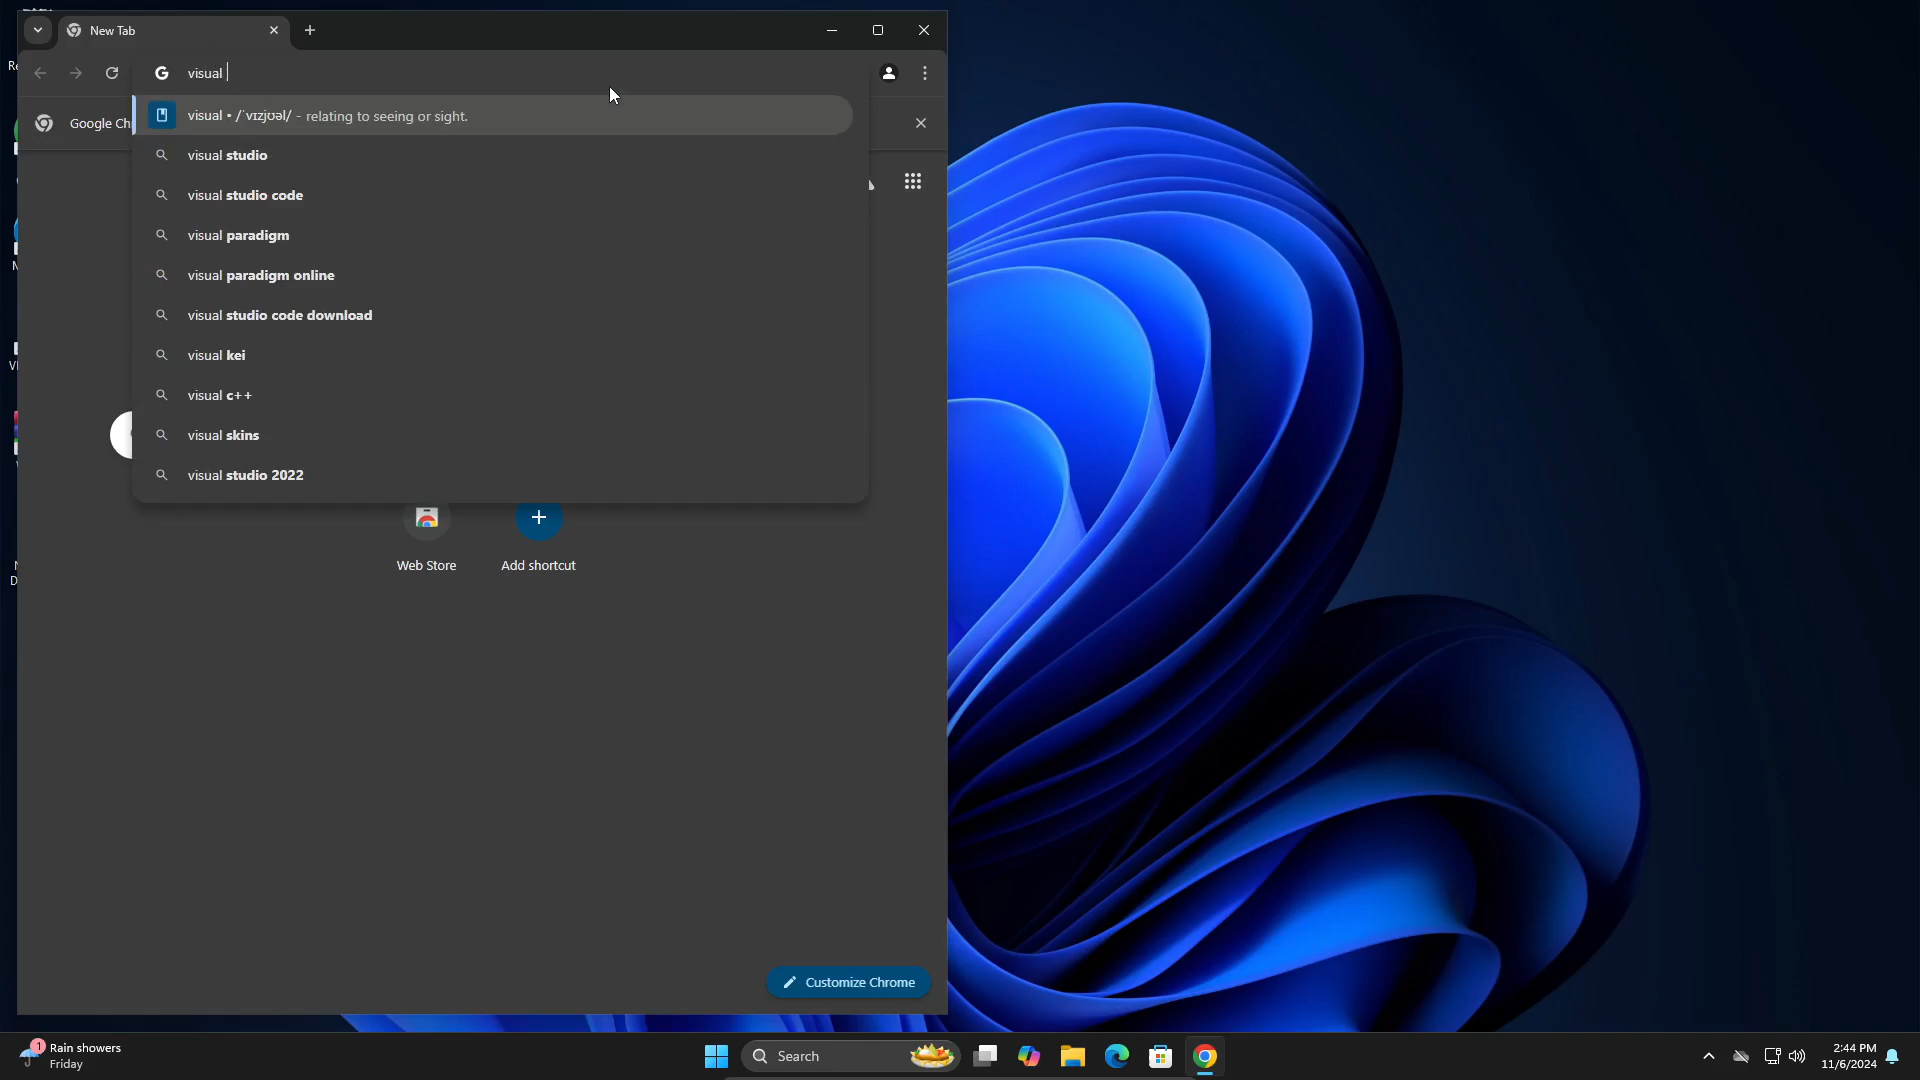 New Tab
visual
Google Ch
visual • /ˈvɪzjʊəl/ - relating to seeing or sight.
visual studio
visual studio code
visual paradigm
visual paradigm online
visual studio code download
visual kei
visual c++
visual skins
visual studio 2022
Web Store
Add shortcut
Customize Chrome
1
Rain showers
Friday
Search
2:44 PM
11/6/2024